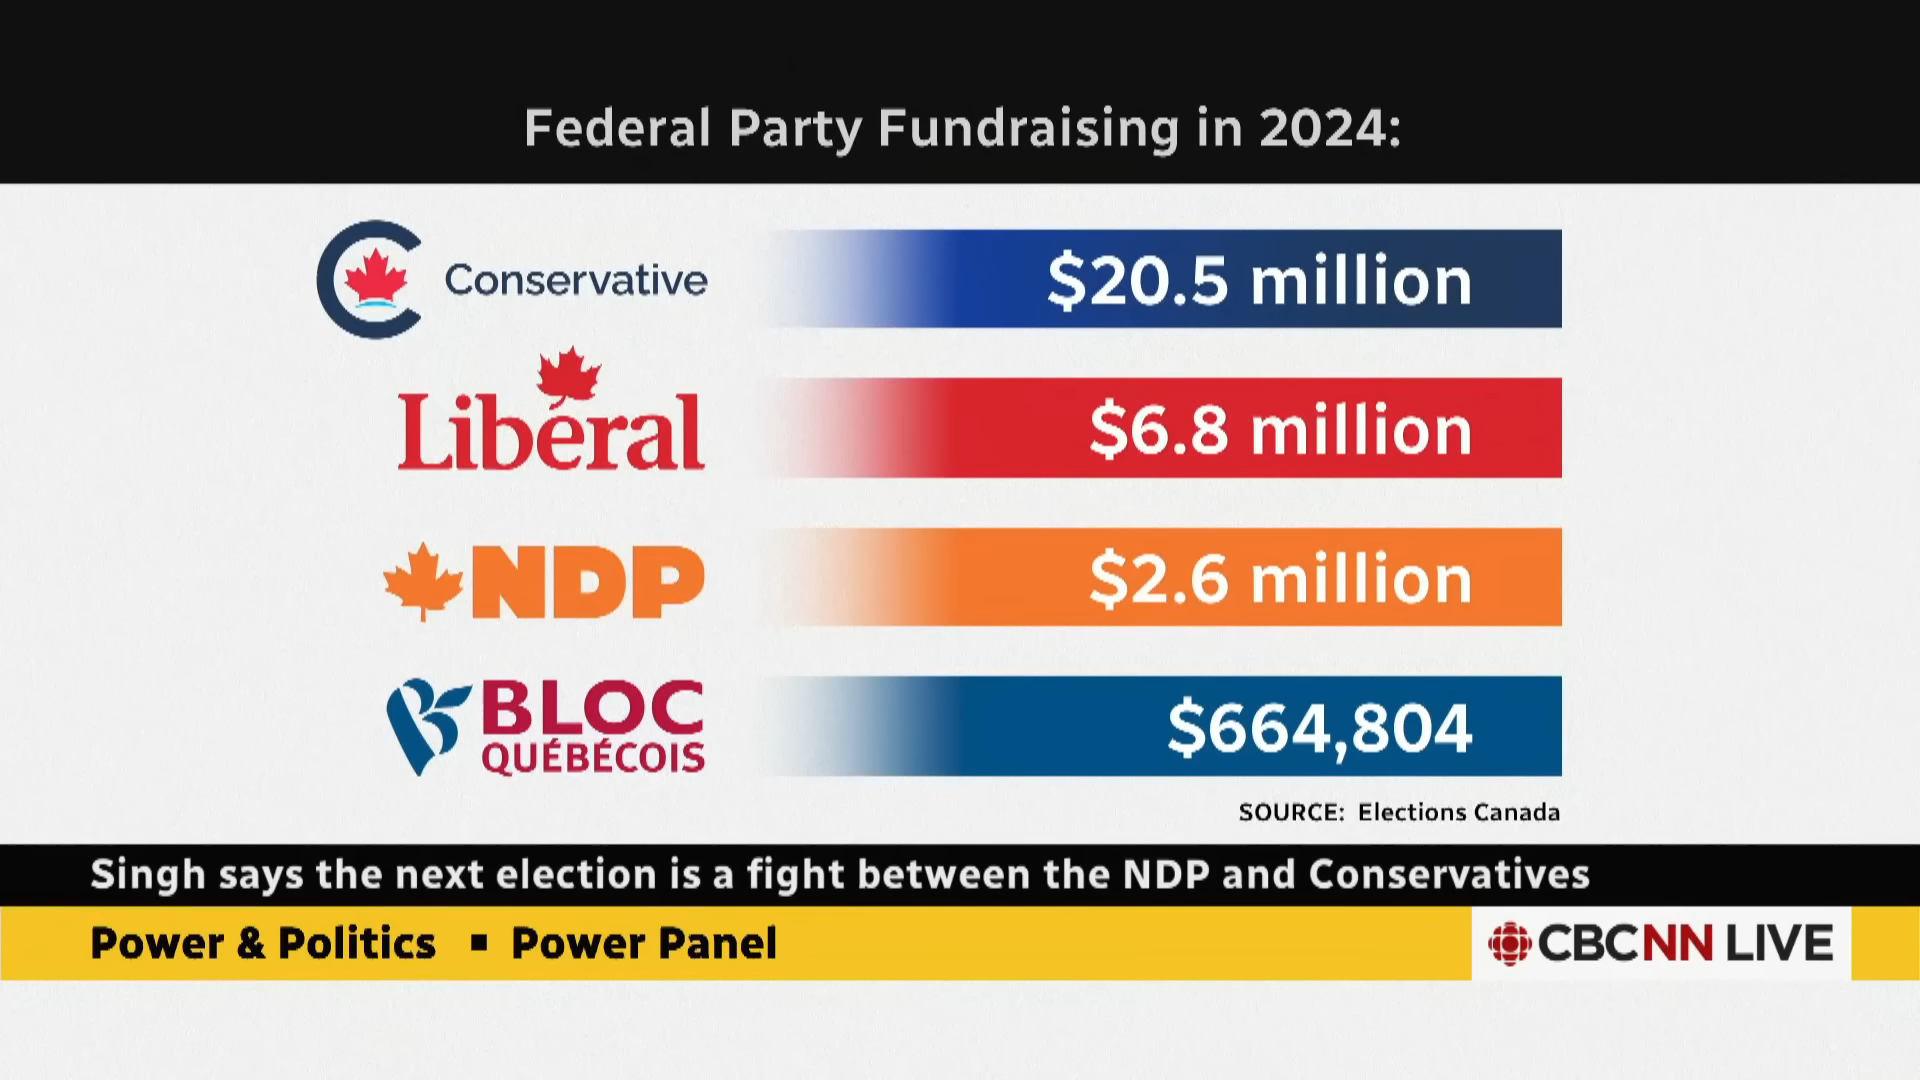 Federal Party Fundraising in 2024:
Conservative $20.5 million
Liberal $6.8 million
NDP $2.6 million
BLOC
QUÉBÉCOIS $664,804
SOURCE: Elections Canada
Singh says the next election is a fight between the NDP and Conservatives
Power & Politics ▪ Power Panel
CBCNN LIVE